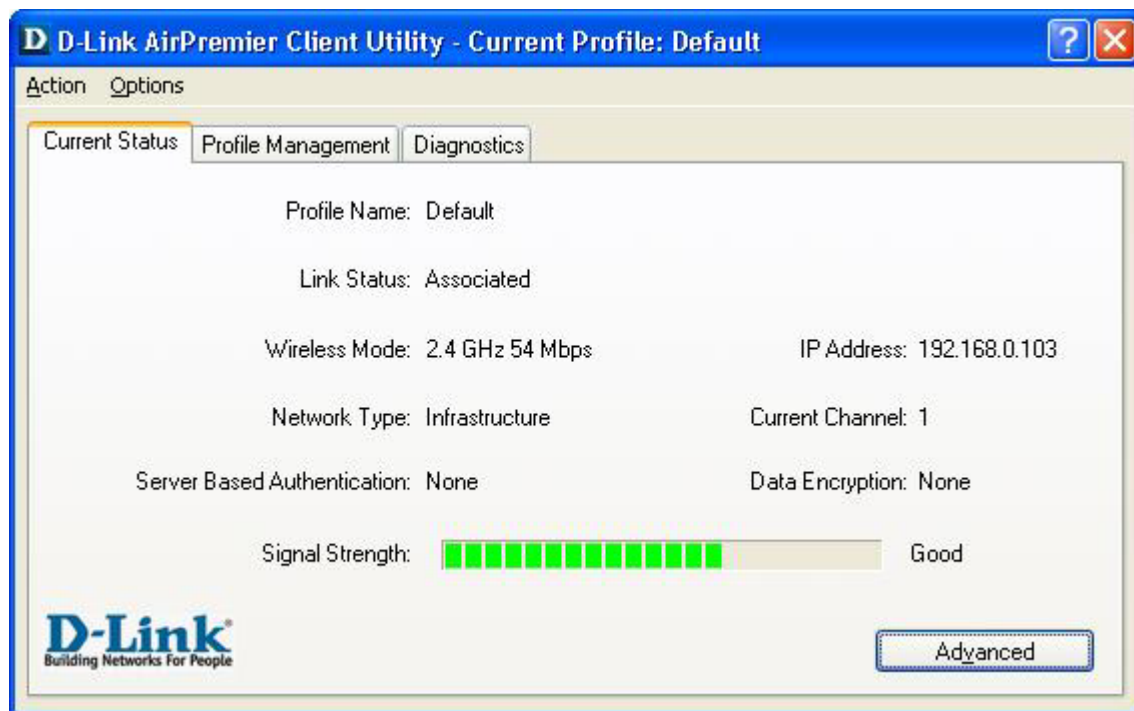 D D-Link AirPremier Client Utility - Current Profile: Default ?
Action Options
Current Status Profile Management Diagnostics
Profile Name: Default
Link Status: Associated
Wireless Mode: 2.4 GHz 54 Mbps IP Address: 192.168.0.103
Network Type: Infrastructure Current Channel: 1
Server Based Authentication: None Data Encryption: None
Signal Strength: Good
D-Link®
Building Networks For People
Advanced